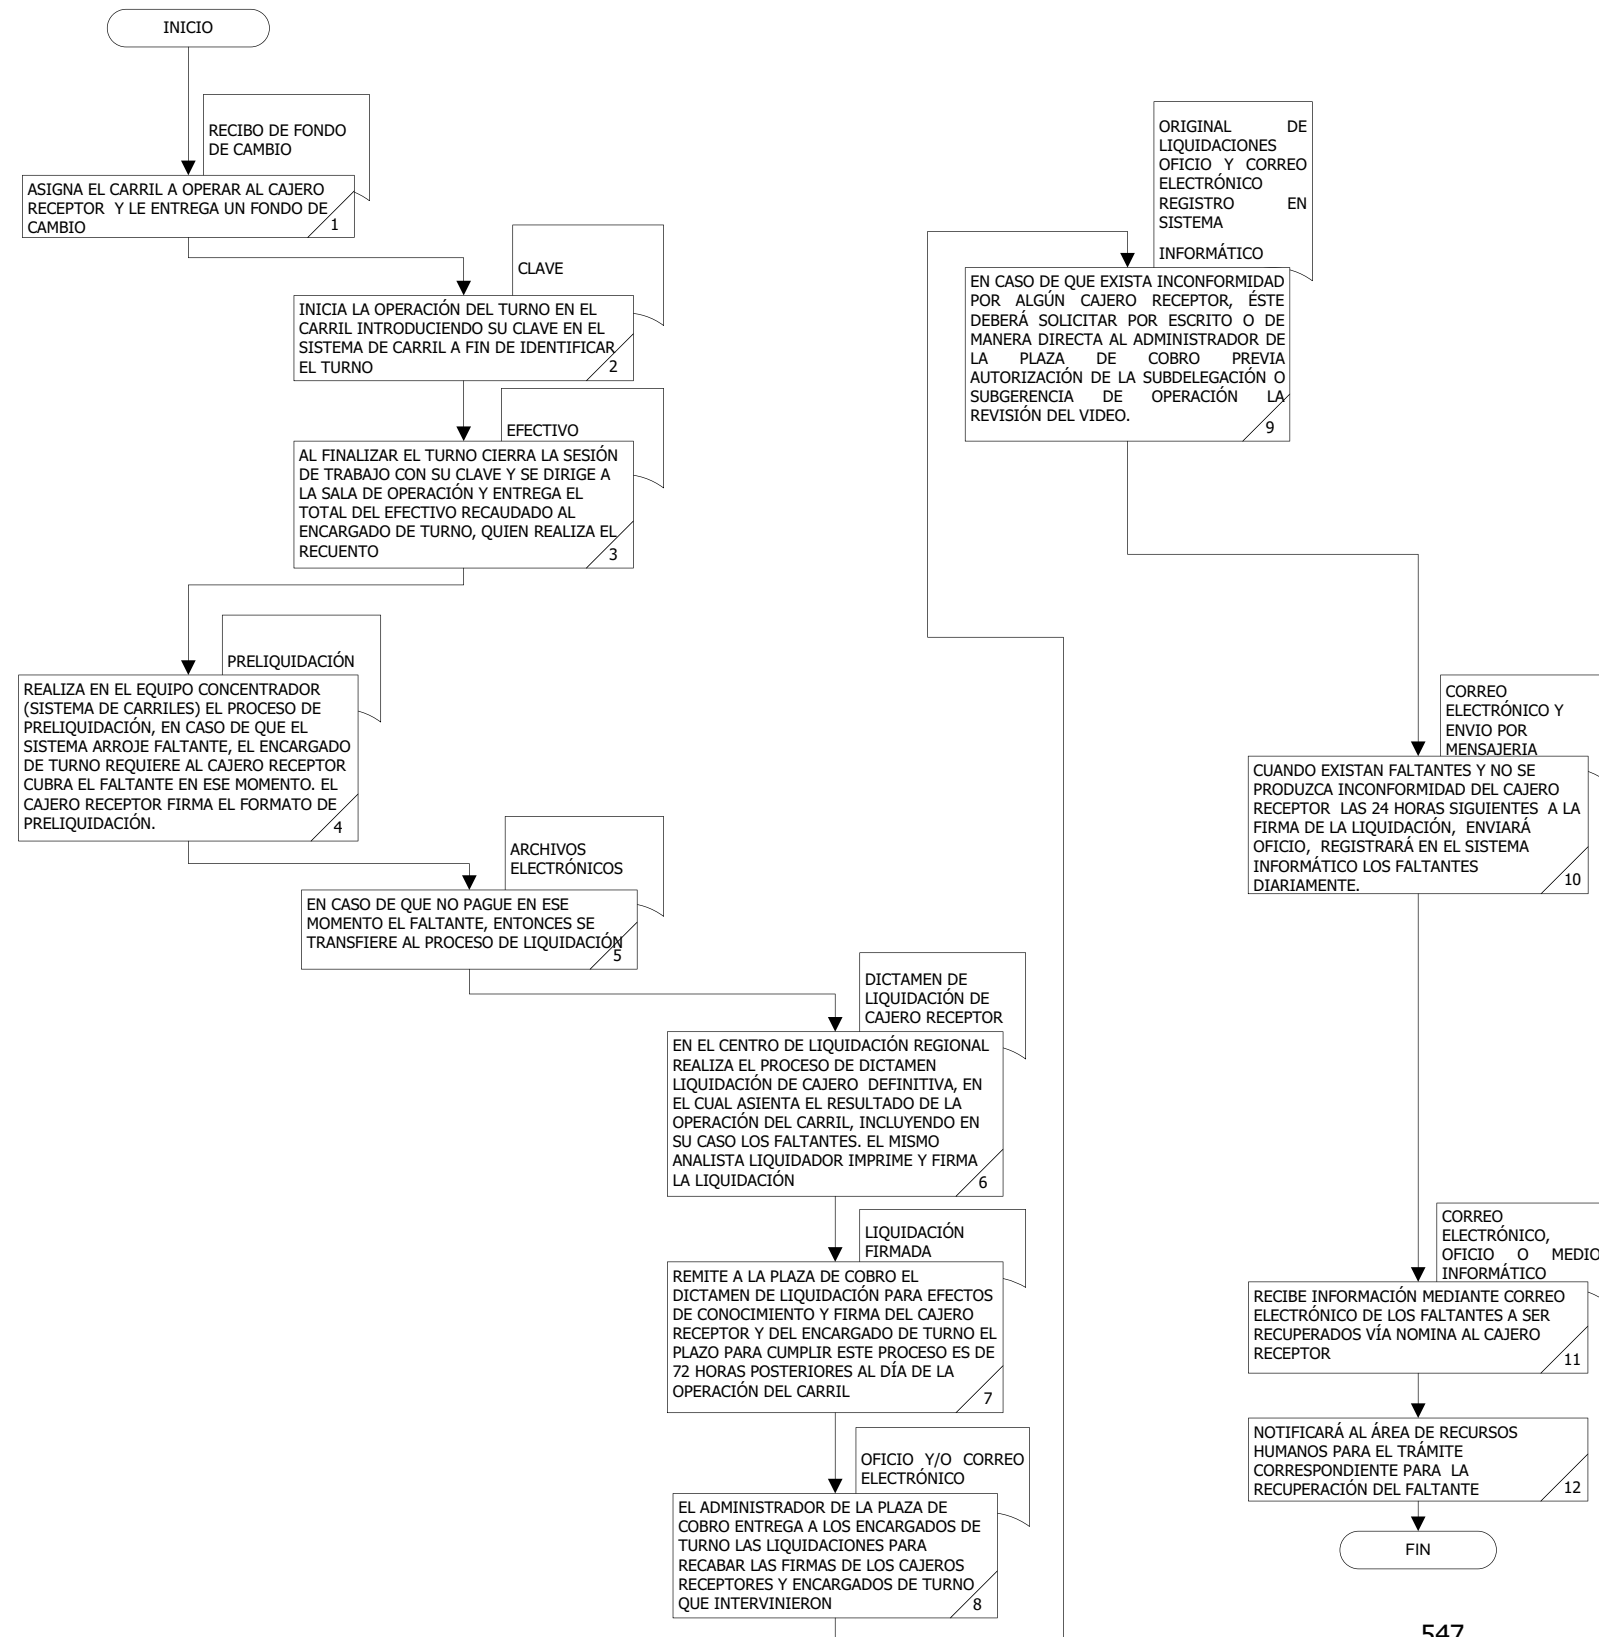 INICIO
RECIBO DE FONDO
DE CAMBIO
ASIGNA EL CARRIL A OPERAR AL CAJERO
RECEPTOR Y LE ENTREGA UN FONDO DE
CAMBIO
1
CLAVE
INICIA LA OPERACIÓN DEL TURNO EN EL
CARRIL INTRODUCIENDO SU CLAVE EN EL
SISTEMA DE CARRIL A FIN DE IDENTIFICAR
EL TURNO
2
EFECTIVO
AL FINALIZAR EL TURNO CIERRA LA SESIÓN
DE TRABAJO CON SU CLAVE Y SE DIRIGE A
LA SALA DE OPERACIÓN Y ENTREGA EL
TOTAL DEL EFECTIVO RECAUDADO AL
ENCARGADO DE TURNO, QUIEN REALIZA EL
RECUENTO
3
PRELIQUIDACIÓN
REALIZA EN EL EQUIPO CONCENTRADOR
(SISTEMA DE CARRILES) EL PROCESO DE
PRELIQUIDACIÓN, EN CASO DE QUE EL
SISTEMA ARROJE FALTANTE, EL ENCARGADO
DE TURNO REQUIERE AL CAJERO RECEPTOR
CUBRA EL FALTANTE EN ESE MOMENTO. EL
CAJERO RECEPTOR FIRMA EL FORMATO DE
PRELIQUIDACIÓN.
4
ARCHIVOS
ELECTRÓNICOS
EN CASO DE QUE NO PAGUE EN ESE
MOMENTO EL FALTANTE, ENTONCES SE
TRANSFIERE AL PROCESO DE LIQUIDACIÓN
5
DICTAMEN DE
LIQUIDACIÓN DE
CAJERO RECEPTOR
EN EL CENTRO DE LIQUIDACIÓN REGIONAL
REALIZA EL PROCESO DE DICTAMEN
LIQUIDACIÓN DE CAJERO DEFINITIVA, EN
EL CUAL ASIENTA EL RESULTADO DE LA
OPERACIÓN DEL CARRIL, INCLUYENDO EN
SU CASO LOS FALTANTES. EL MISMO
ANALISTA LIQUIDADOR IMPRIME Y FIRMA
LA LIQUIDACIÓN
6
LIQUIDACIÓN
FIRMADA
REMITE A LA PLAZA DE COBRO EL
DICTAMEN DE LIQUIDACIÓN PARA EFECTOS
DE CONOCIMIENTO Y FIRMA DEL CAJERO
RECEPTOR Y DEL ENCARGADO DE TURNO EL
PLAZO PARA CUMPLIR ESTE PROCESO ES DE
72 HORAS POSTERIORES AL DÍA DE LA
OPERACIÓN DEL CARRIL
7
OFICIO Y/O CORREO
ELECTRÓNICO
EL ADMINISTRADOR DE LA PLAZA DE
COBRO ENTREGA A LOS ENCARGADOS DE
TURNO LAS LIQUIDACIONES PARA
RECABAR LAS FIRMAS DE LOS CAJEROS
RECEPTORES Y ENCARGADOS DE TURNO
QUE INTERVINIERON
8
ORIGINAL DE
LIQUIDACIONES
OFICIO Y CORREO
ELECTRÓNICO
REGISTRO EN
SISTEMA
INFORMÁTICO
EN CASO DE QUE EXISTA INCONFORMIDAD
POR ALGÚN CAJERO RECEPTOR, ÉSTE
DEBERÁ SOLICITAR POR ESCRITO O DE
MANERA DIRECTA AL ADMINISTRADOR DE
LA PLAZA DE COBRO PREVIA
AUTORIZACIÓN DE LA SUBDELEGACIÓN O
SUBGERENCIA DE OPERACIÓN LA
REVISIÓN DEL VIDEO.
9
CORREO
ELECTRÓNICO Y
ENVIO POR
MENSAJERIA
CUANDO EXISTAN FALTANTES Y NO SE
PRODUZCA INCONFORMIDAD DEL CAJERO
RECEPTOR LAS 24 HORAS SIGUIENTES A LA
FIRMA DE LA LIQUIDACIÓN, ENVIARÁ
OFICIO, REGISTRARÁ EN EL SISTEMA
INFORMÁTICO LOS FALTANTES
DIARIAMENTE.
10
CORREO
ELECTRÓNICO,
OFICIO O MEDIO
INFORMÁTICO
RECIBE INFORMACIÓN MEDIANTE CORREO
ELECTRÓNICO DE LOS FALTANTES A SER
RECUPERADOS VÍA NOMINA AL CAJERO
RECEPTOR
11
NOTIFICARÁ AL ÁREA DE RECURSOS
HUMANOS PARA EL TRÁMITE
CORRESPONDIENTE PARA LA
RECUPERACIÓN DEL FALTANTE
12
FIN
547